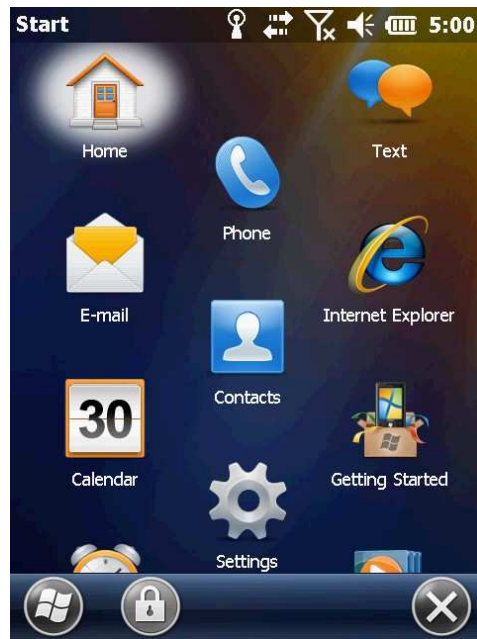 Start 5:00
Home
Text
Phone
E-mail
Internet Explorer
Contacts
30
Calendar
Getting Started
Settings